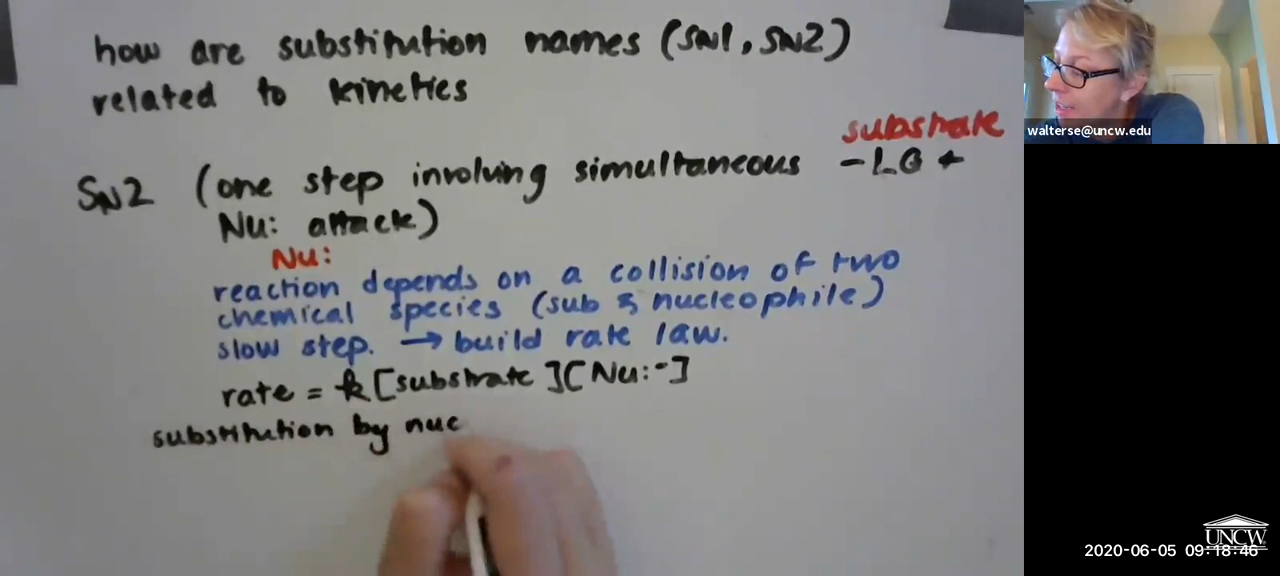 how are substitution names (SN1, SN2)
related to kinetics
substrate
SN2 (one step involving simultaneous -LG +
Nu: attack)
Nu:
reaction depends on a collision of two
chemical species (sub & nucleophile)
slow step. → build rate law.
rate = k[substrate][Nu:-]
substitution by nuc
walterse@uncw.edu
UNCW
2020-06-05 09:18:46